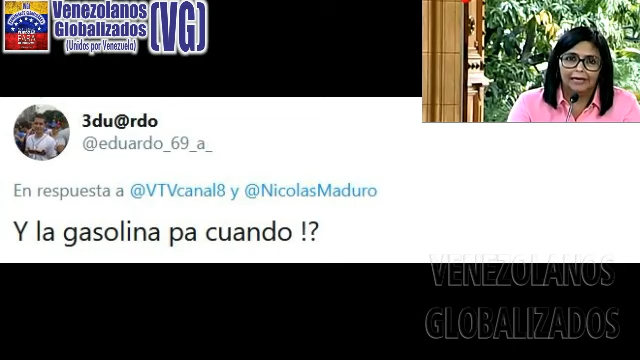 Venezolanos
Globalizados
(Unidos por Venezuela)
(VG)
3du@rdo
@eduardo_69_a_
En respuesta a @VTVcanal8 y @NicolasMaduro
Y la gasolina pa cuando !?
VENEZOLANOS
GLOBALIZADOS